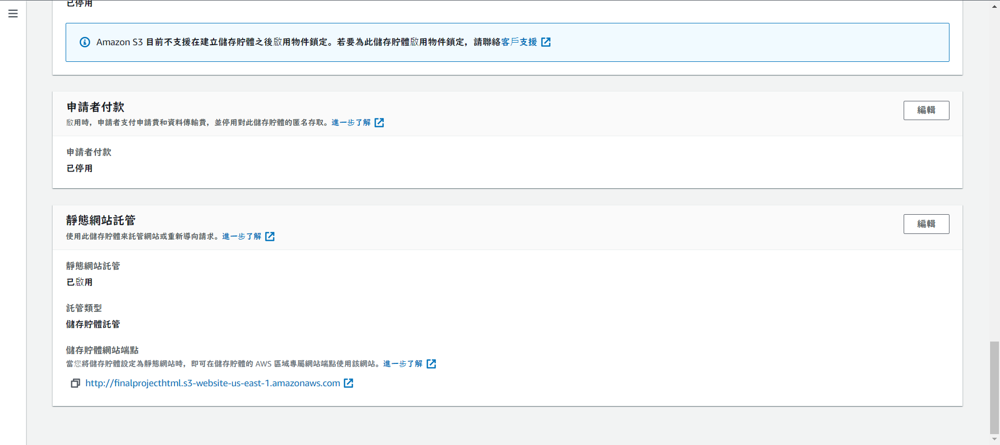 已停用
Amazon S3 目前不支援在建立儲存貯體之後啟用物件鎖定。若要為此儲存貯體啟用物件鎖定，請聯絡客戶支援
申請者付款
編輯
啟用時，申請者支付申請費和資料傳輸費，並停用對此儲存貯體的匿名存取。進一步了解
申請者付款
已停用
靜態網站託管
編輯
使用此儲存貯體來託管網站或重新導向請求。進一步了解
靜態網站託管
已啟用
託管類型
儲存貯體託管
儲存貯體網站端點
當您將儲存貯體設定為靜態網站時，即可在儲存貯體的 AWS 區域專屬網站端點使用該網站。進一步了解
http://finalprojecthtml.s3-website-us-east-1.amazonaws.com